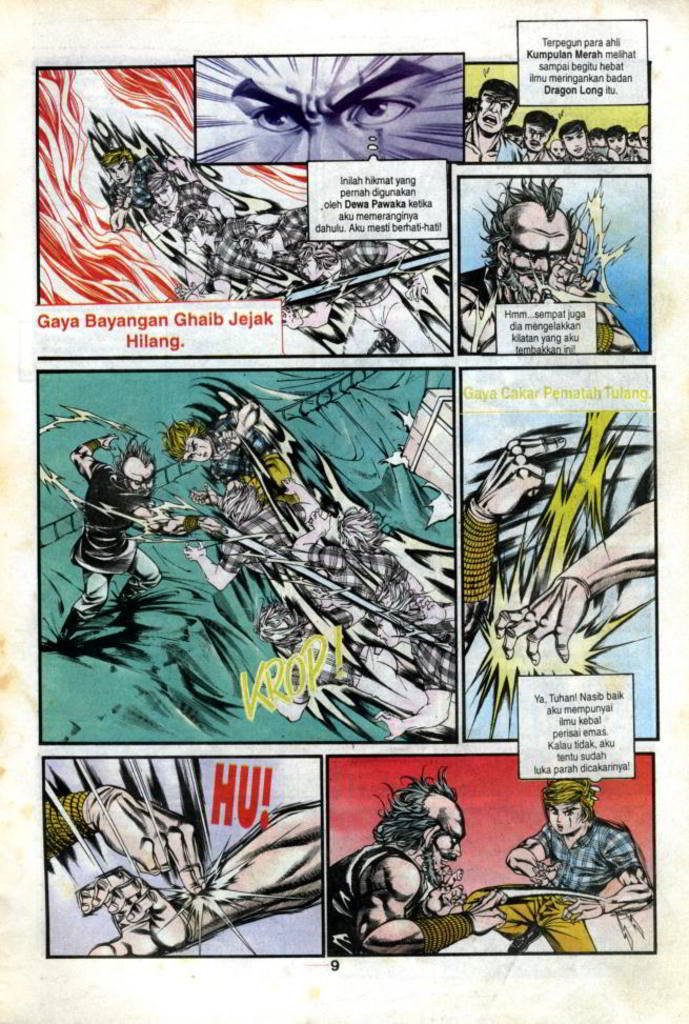 Terpegun para ahli
Kumpulan Merah melihat
sampai begitu hebat
ilmu meringankan badan
Dragon Long itu.
Inilah hikmat yang
pernah digunakan
oleh Dewa Pawaka ketika
aku memeranginya
dahulu. Aku mesti berhati-hati!
Gaya Bayangan Ghaib Jejak
Hilang.
Hmm...sempat juga
dia mengelakkan
kilatan yang aku
tembakkan ini!
Gaya Cakar Pematah Tulang.
KROP!
Ya, Tuhan! Nasib baik
aku mempunyai
ilmu kebal
perisai emas.
Kalau tidak, aku
tentu sudah
luka parah dicakarinya!
HU!
9